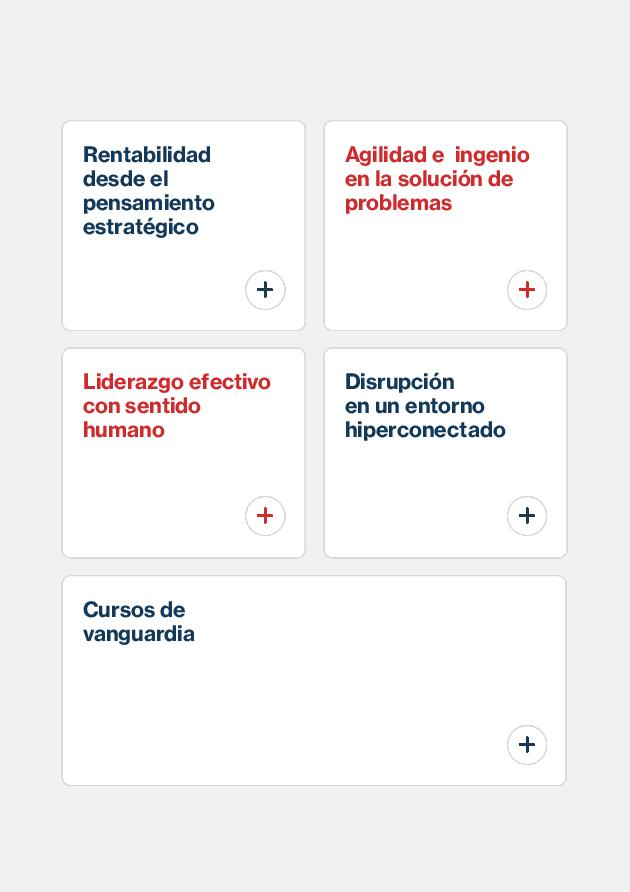 Rentabilidad
desde el
pensamiento
estratégico
Agilidad e  ingenio
en la solución de
problemas
Liderazgo efectivo
con sentido
humano
Disrupción
en un entorno
hiperconectado
Cursos de
vanguardia